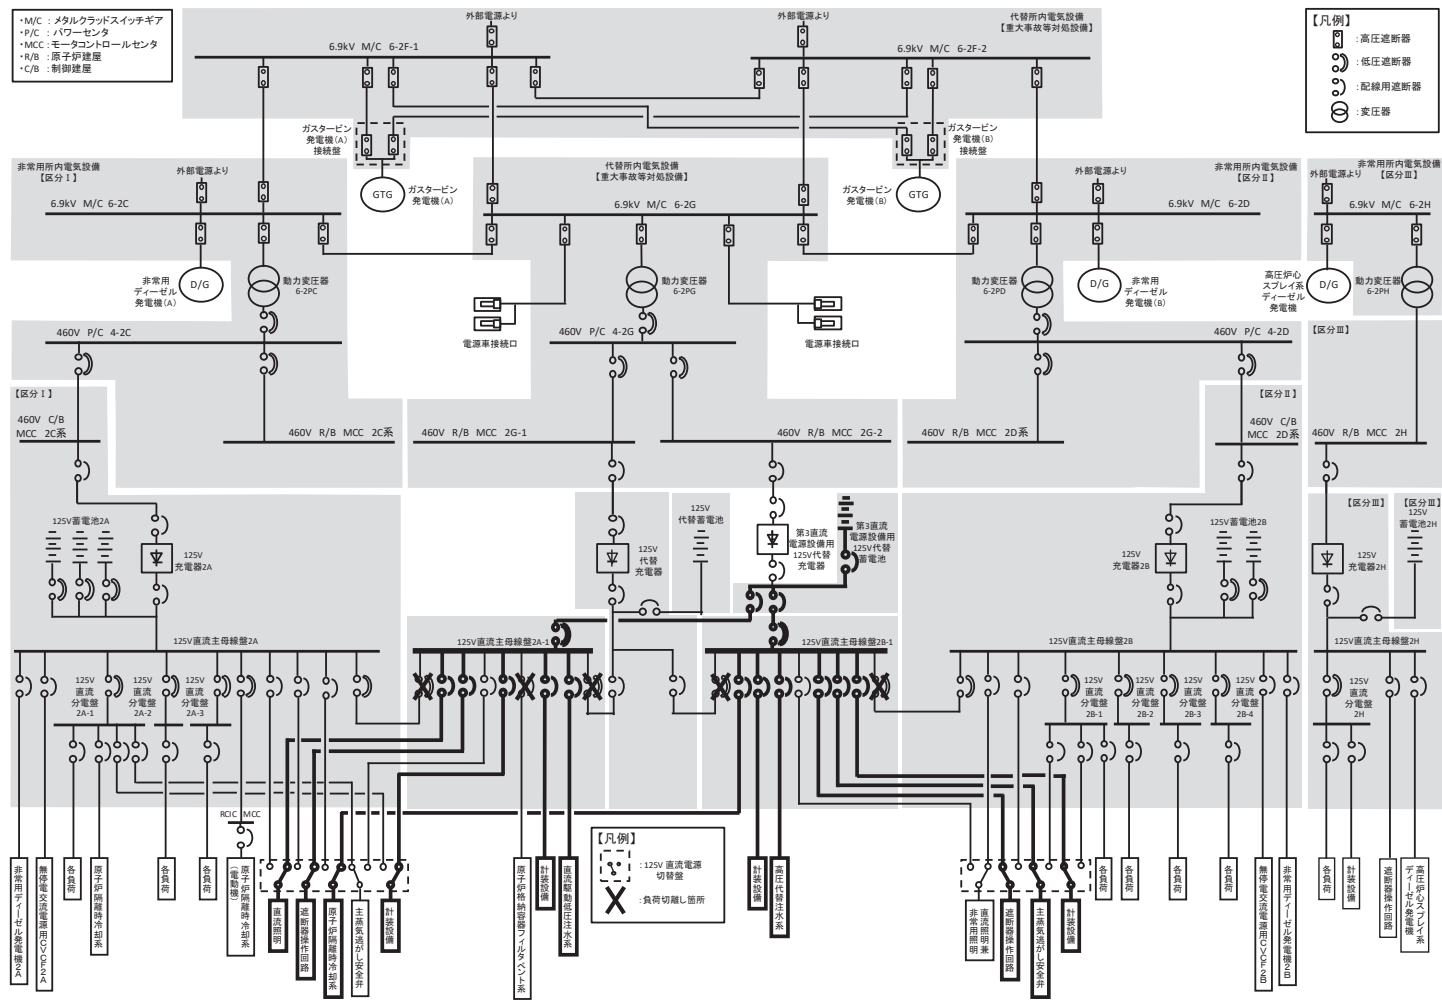 ・M/C ： メタルクラッドスイッチギア
・P/C ： パワーセンタ
・MCC ： モータコントロールセンタ
・R/B ： 原子炉建屋
・C/B ： 制御建屋
外部電源より
外部電源より
代替所内電気設備
【重大事故等対処設備】
【凡例】
：高圧遮断器
：低圧遮断器
：配線用遮断器
：変圧器
6.9kV M/C 6-2F-1
6.9kV M/C 6-2F-2
ガスタービン
発電機(A)
接続盤
ガスタービン
発電機(B)
接続盤
非常用所内電気設備
【区分Ⅰ】
外部電源より
GTG
ガスタービン
発電機(A)
代替所内電気設備
【重大事故等対処設備】
ガスタービン
発電機(B)
GTG
外部電源より
非常用所内電気設備
【区分Ⅱ】
非常用所内電気設備
【区分Ⅲ】
外部電源より
6.9kV M/C 6-2C
6.9kV M/C 6-2G
6.9kV M/C 6-2D
6.9kV M/C 6-2H
非常用
ディーゼル
発電機(A)
D/G
動力変圧器
6-2PC
動力変圧器
6-2PG
動力変圧器
6-2PD
D/G
非常用
ディーゼル
発電機(B)
高圧炉心
スプレイ系
ディーゼル
発電機
D/G
動力変圧器
6-2PH
460V P/C 4-2C
電源車接続口
460V P/C 4-2G
電源車接続口
460V P/C 4-2D
【区分Ⅲ】
【区分Ⅰ】
460V C/B
MCC 2C系
460V R/B MCC 2C系
460V R/B MCC 2G-1
460V R/B MCC 2G-2
460V R/B MCC 2D系
【区分Ⅱ】
460V C/B
MCC 2D系
460V R/B MCC 2H
125V蓄電池2A
125V
充電器2A
125V
代替
充電器
125V
代替蓄電池
第3直流
電源設備用
125V代替
充電器
第3直流
電源設備用
125V代替
蓄電池
125V
充電器2B
125V蓄電池2B
【区分Ⅲ】
125V
充電器2H
【区分Ⅲ】
125V
蓄電池2H
125V直流主母線盤2A
125V直流主母線盤2A-1
125V直流主母線盤2B-1
125V直流主母線盤2B
125V直流主母線盤2H
125V
直流
分電盤
2A-1
125V
直流
分電盤
2A-2
125V
直流
分電盤
2A-3
125V
直流
分電盤
2B-1
125V
直流
分電盤
2B-2
125V
直流
分電盤
2B-3
125V
直流
分電盤
2B-4
125V
直流
分電盤
2H
RCIC MCC
【凡例】
：125V 直流電源
切替盤
：負荷切離し箇所
非常用ディーゼル発電機2A
無停電交流電源用CVCF2A
各負荷
原子炉隔離時冷却系
各負荷
各負荷
原子炉隔離時冷却系
(電動機)
直流照明
遮断器操作回路
原子炉隔離時冷却系
主蒸気逃がし安全弁
計装設備
原子炉格納容器フィルタベント系
計装設備
直流駆動低圧注水系
計装設備
高圧代替注水系
直流照明兼
非常用照明
遮断器操作回路
主蒸気逃がし安全弁
計装設備
各負荷
各負荷
各負荷
各負荷
無停電交流電源用CVCF2B
非常用ディーゼル発電機2B
各負荷
計装設備
遮断器操作回路
高圧炉心スプレイ系
ディーゼル発電機